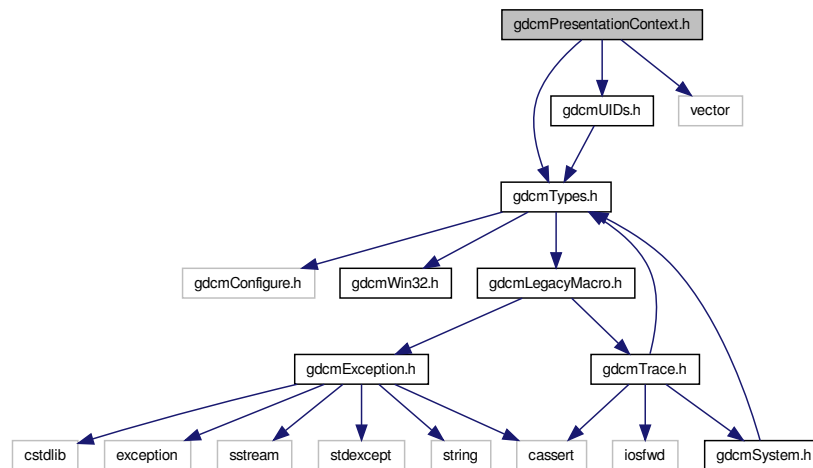 gdcmPresentationContext.h
gdcmUIDs.h
vector
gdcmTypes.h
gdcmConfigure.h
gdcmWin32.h
gdcmLegacyMacro.h
gdcmException.h
gdcmTrace.h
cstdlib
exception
sstream
stdexcept
string
cassert
iosfwd
gdcmSystem.h